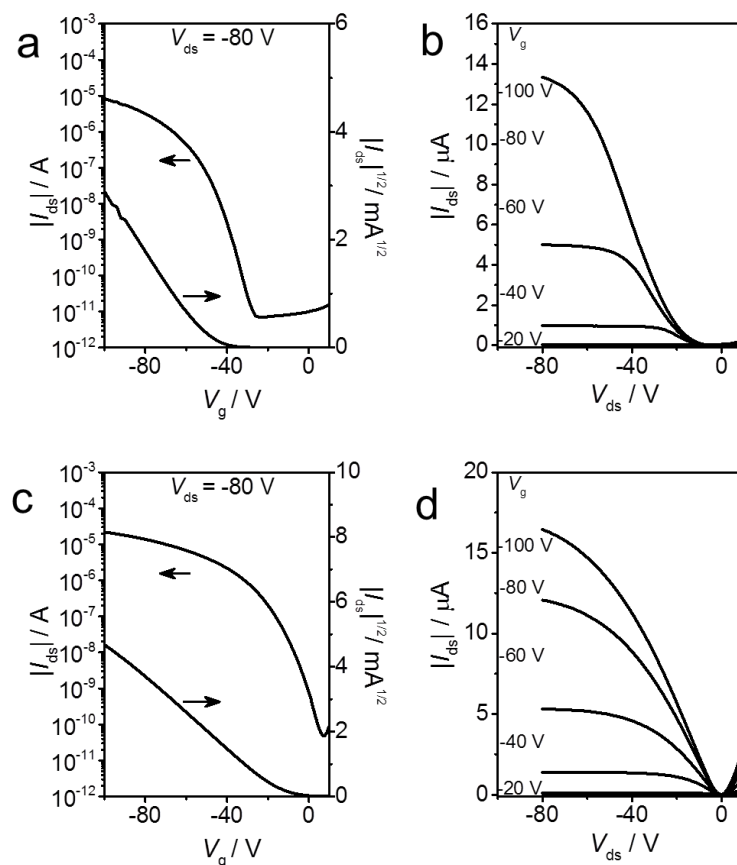 a
V_ds = -80 V
10^-3
10^-4
10^-5
10^-6
10^-7
10^-8
10^-9
10^-10
10^-11
10^-12
|I_ds| / A
6
4
2
0
|I_ds|^1/2 / mA^1/2
-80
-40
0
V_g / V
b
V_g
-100 V
-80 V
-60 V
-40 V
-20 V
16
14
12
10
8
6
4
2
0
|I_ds| / μA
-80
-40
0
V_ds / V
c
V_ds = -80 V
10^-3
10^-4
10^-5
10^-6
10^-7
10^-8
10^-9
10^-10
10^-11
10^-12
|I_ds| / A
10
8
6
4
2
0
|I_ds|^1/2 / mA^1/2
-80
-40
0
V_g / V
d
V_g
-100 V
-80 V
-60 V
-40 V
-20 V
20
15
10
5
0
|I_ds| / μA
-80
-40
0
V_ds / V